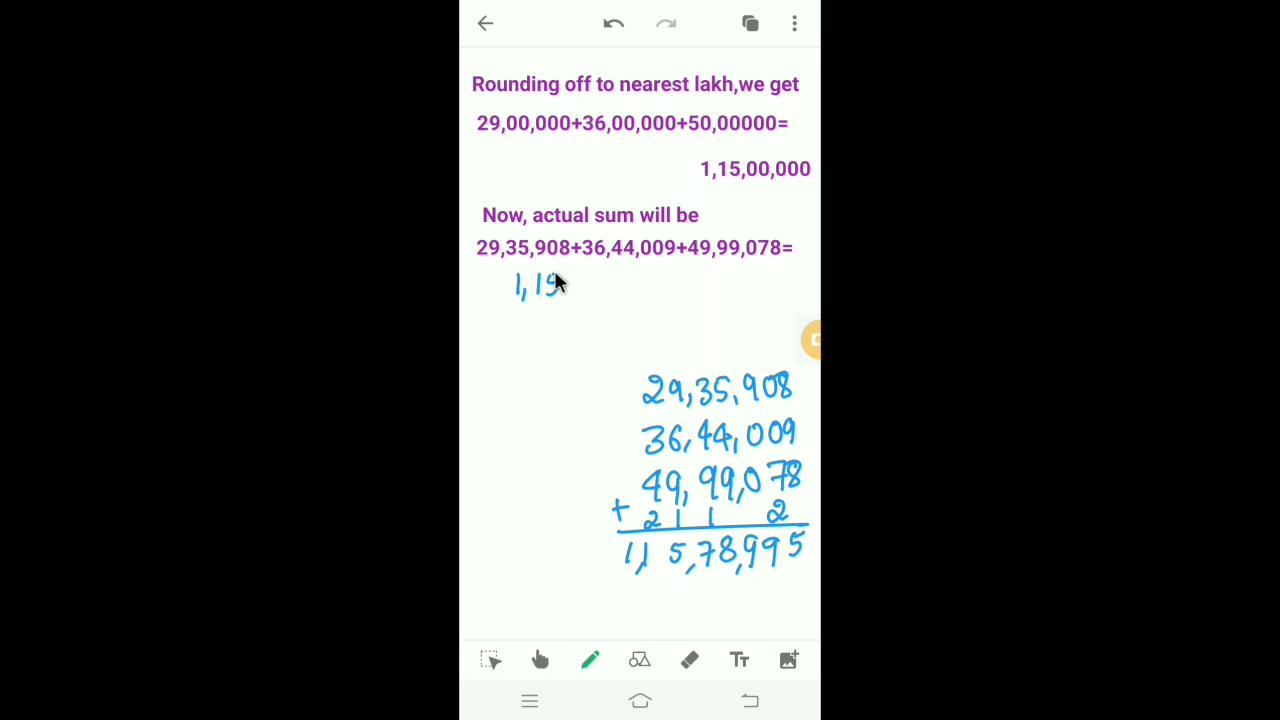 Rounding off to nearest lakh,we get
29,00,000+36,00,000+50,00000=
1,15,00,000
Now, actual sum will be
29,35,908+36,44,009+49,99,078=
1,15
29,35,908
36,44,009
49,99,078
+ 2 1 1 2
1,1 5,78,995
Tт